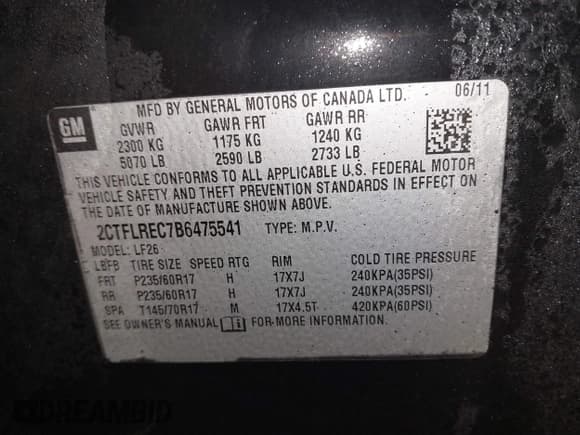 MFD BY GENERAL MOTORS OF CANADA LTD. 06/11
GM
GVWR GAWR FRT GAWR RR
2300 KG 1175 KG 1240 KG
5070 LB 2590 LB 2733 LB
THIS VEHICLE CONFORMS TO ALL APPLICABLE U.S. FEDERAL MOTOR
VEHICLE SAFETY AND THEFT PREVENTION STANDARDS IN EFFECT ON
THE DATE OF MANUFACTURE SHOWN ABOVE.
2CTFLREC7B6475541 TYPE: M.P.V.
MODEL: LF26
LBFB TIRE SIZE SPEED RTG RIM COLD TIRE PRESSURE
FRT P235/60R17 H 17X7J 240KPA(35PSI)
RR P235/60R17 H 17X7J 240KPA(35PSI)
SPA T145/70R17 M 17X4.5T 420KPA(60PSI)
SEE OWNER'S MANUAL FOR MORE INFORMATION.
DREAMBID